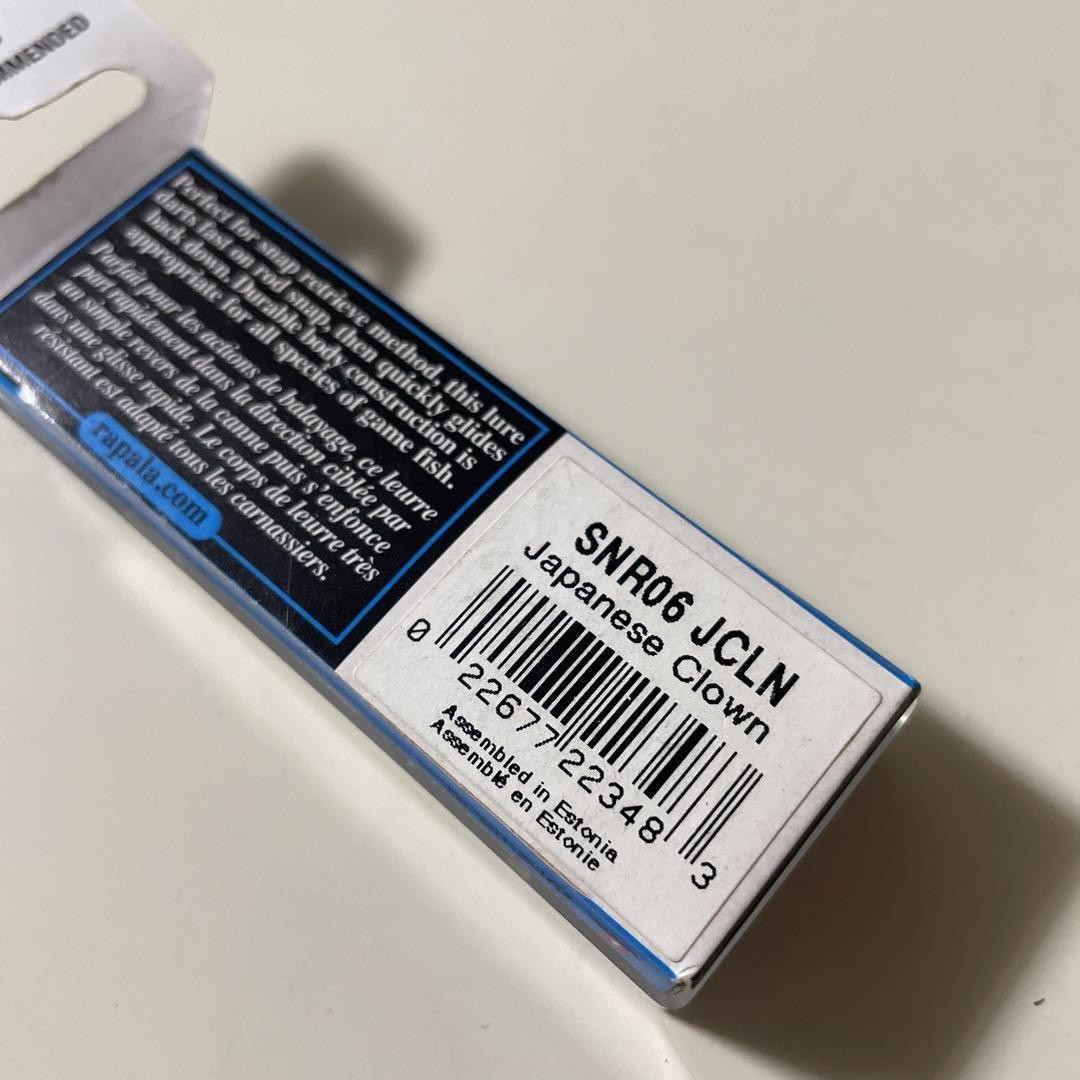 Perfect for snap retrieve method, this lure
darts fast on rod snap, then quickly glides
back down. Durable body construction is
appropriate for all species of game fish.
Parfait pour les actions de balayage, ce leurre
part rapidement dans la direction ciblée par
un simple revers de la canne puis s'enfonce
dans une glisse rapide. Le corps de leurre très
résistant est adapté tous les carnassiers.
rapala.com
SNR06 JCLN
Japanese Clown
0 22677 22348 3
Assembled in Estonia
Assemblé en Estonie